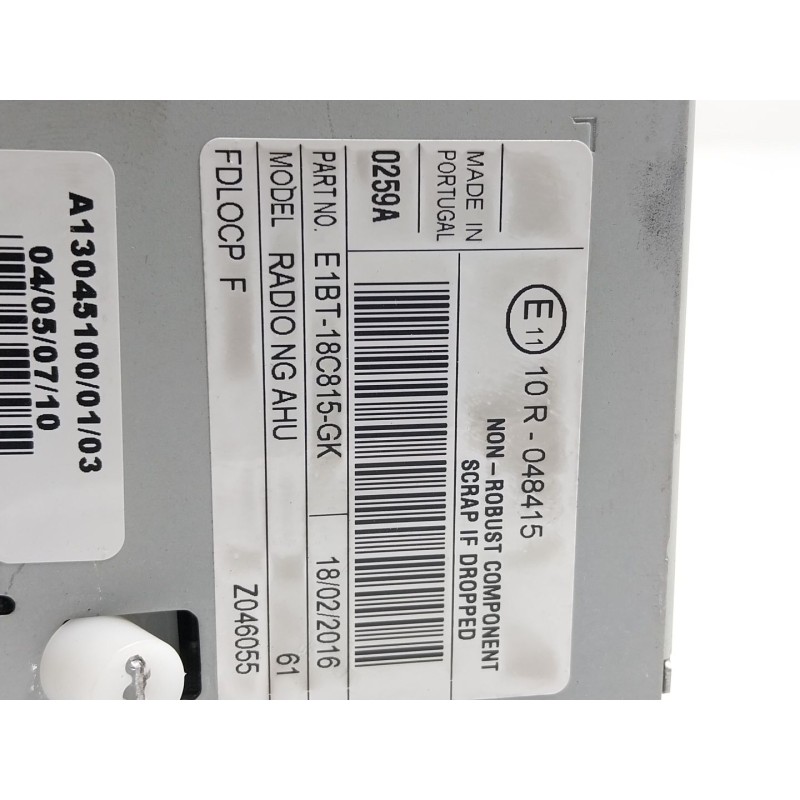 A13045100/01/03
04/05/07/10
MADE IN
PORTUGAL
0259A
E11 10 R - 048415
NON - ROBUST COMPONENT
SCRAP IF DROPPED
PART NO. E1BT-18C815-GK 18/02/2016
MODEL RADIO NG AHU 61
FDLOCP F Z046055